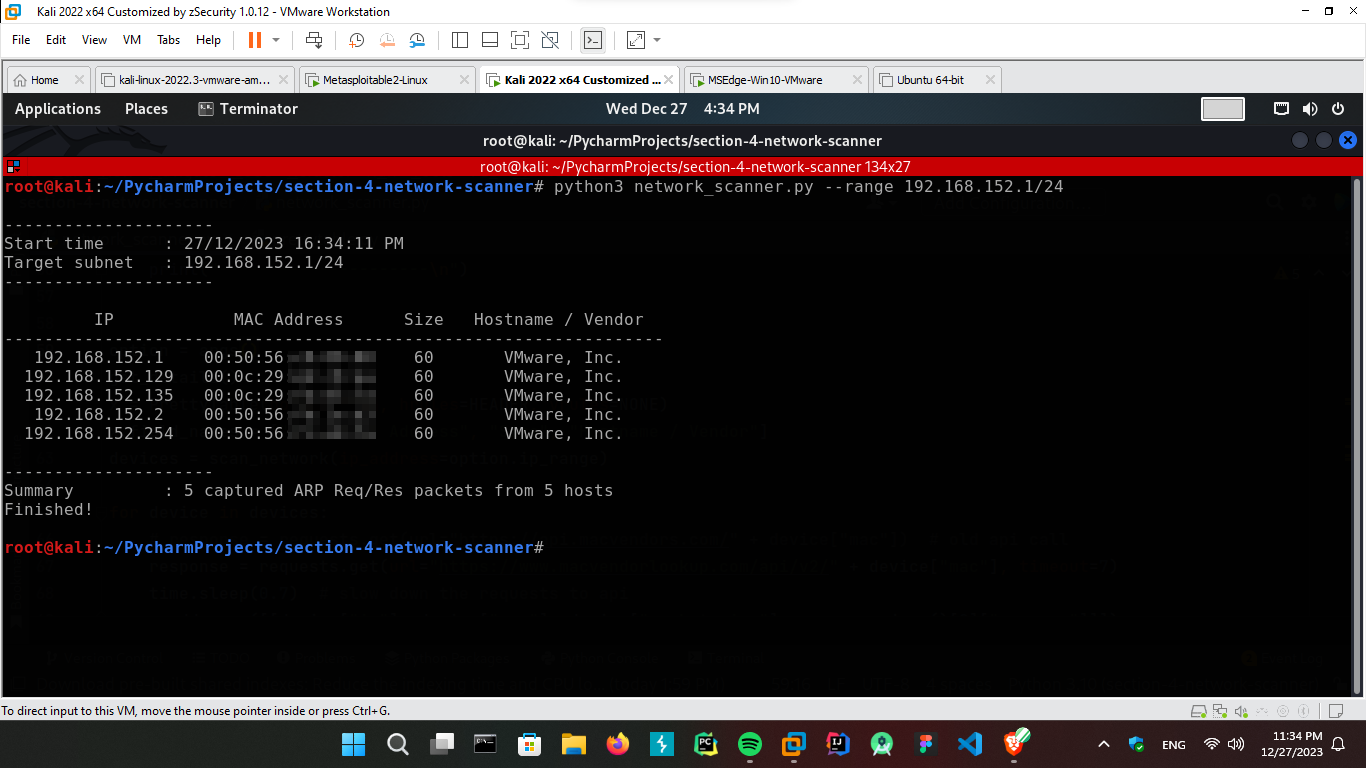 Kali 2022 x64 Customized by zSecurity 1.0.12 - VMware Workstation
File Edit View VM Tabs Help
Home kali-linux-2022.3-vmware-am... Metasploitable2-Linux Kali 2022 x64 Customized ... MSEdge-Win10-VMware Ubuntu 64-bit
Applications Places Terminator Wed Dec 27 4:34 PM
root@kali: ~/PycharmProjects/section-4-network-scanner
root@kali: ~/PycharmProjects/section-4-network-scanner 134x27
root@kali:~/PycharmProjects/section-4-network-scanner# python3 network_scanner.py --range 192.168.152.1/24
---------------------
Start time : 27/12/2023 16:34:11 PM
Target subnet : 192.168.152.1/24
---------------------
IP MAC Address Size Hostname / Vendor
------------------------------------------------------------------
192.168.152.1 00:50:56 60 VMware, Inc.
192.168.152.129 00:0c:29 60 VMware, Inc.
192.168.152.135 00:0c:29 60 VMware, Inc.
192.168.152.2 00:50:56 60 VMware, Inc.
192.168.152.254 00:50:56 60 VMware, Inc.
---------------------
Summary : 5 captured ARP Req/Res packets from 5 hosts
Finished!
root@kali:~/PycharmProjects/section-4-network-scanner#
To direct input to this VM, move the mouse pointer inside or press Ctrl+G.
ENG 11:34 PM
12/27/2023